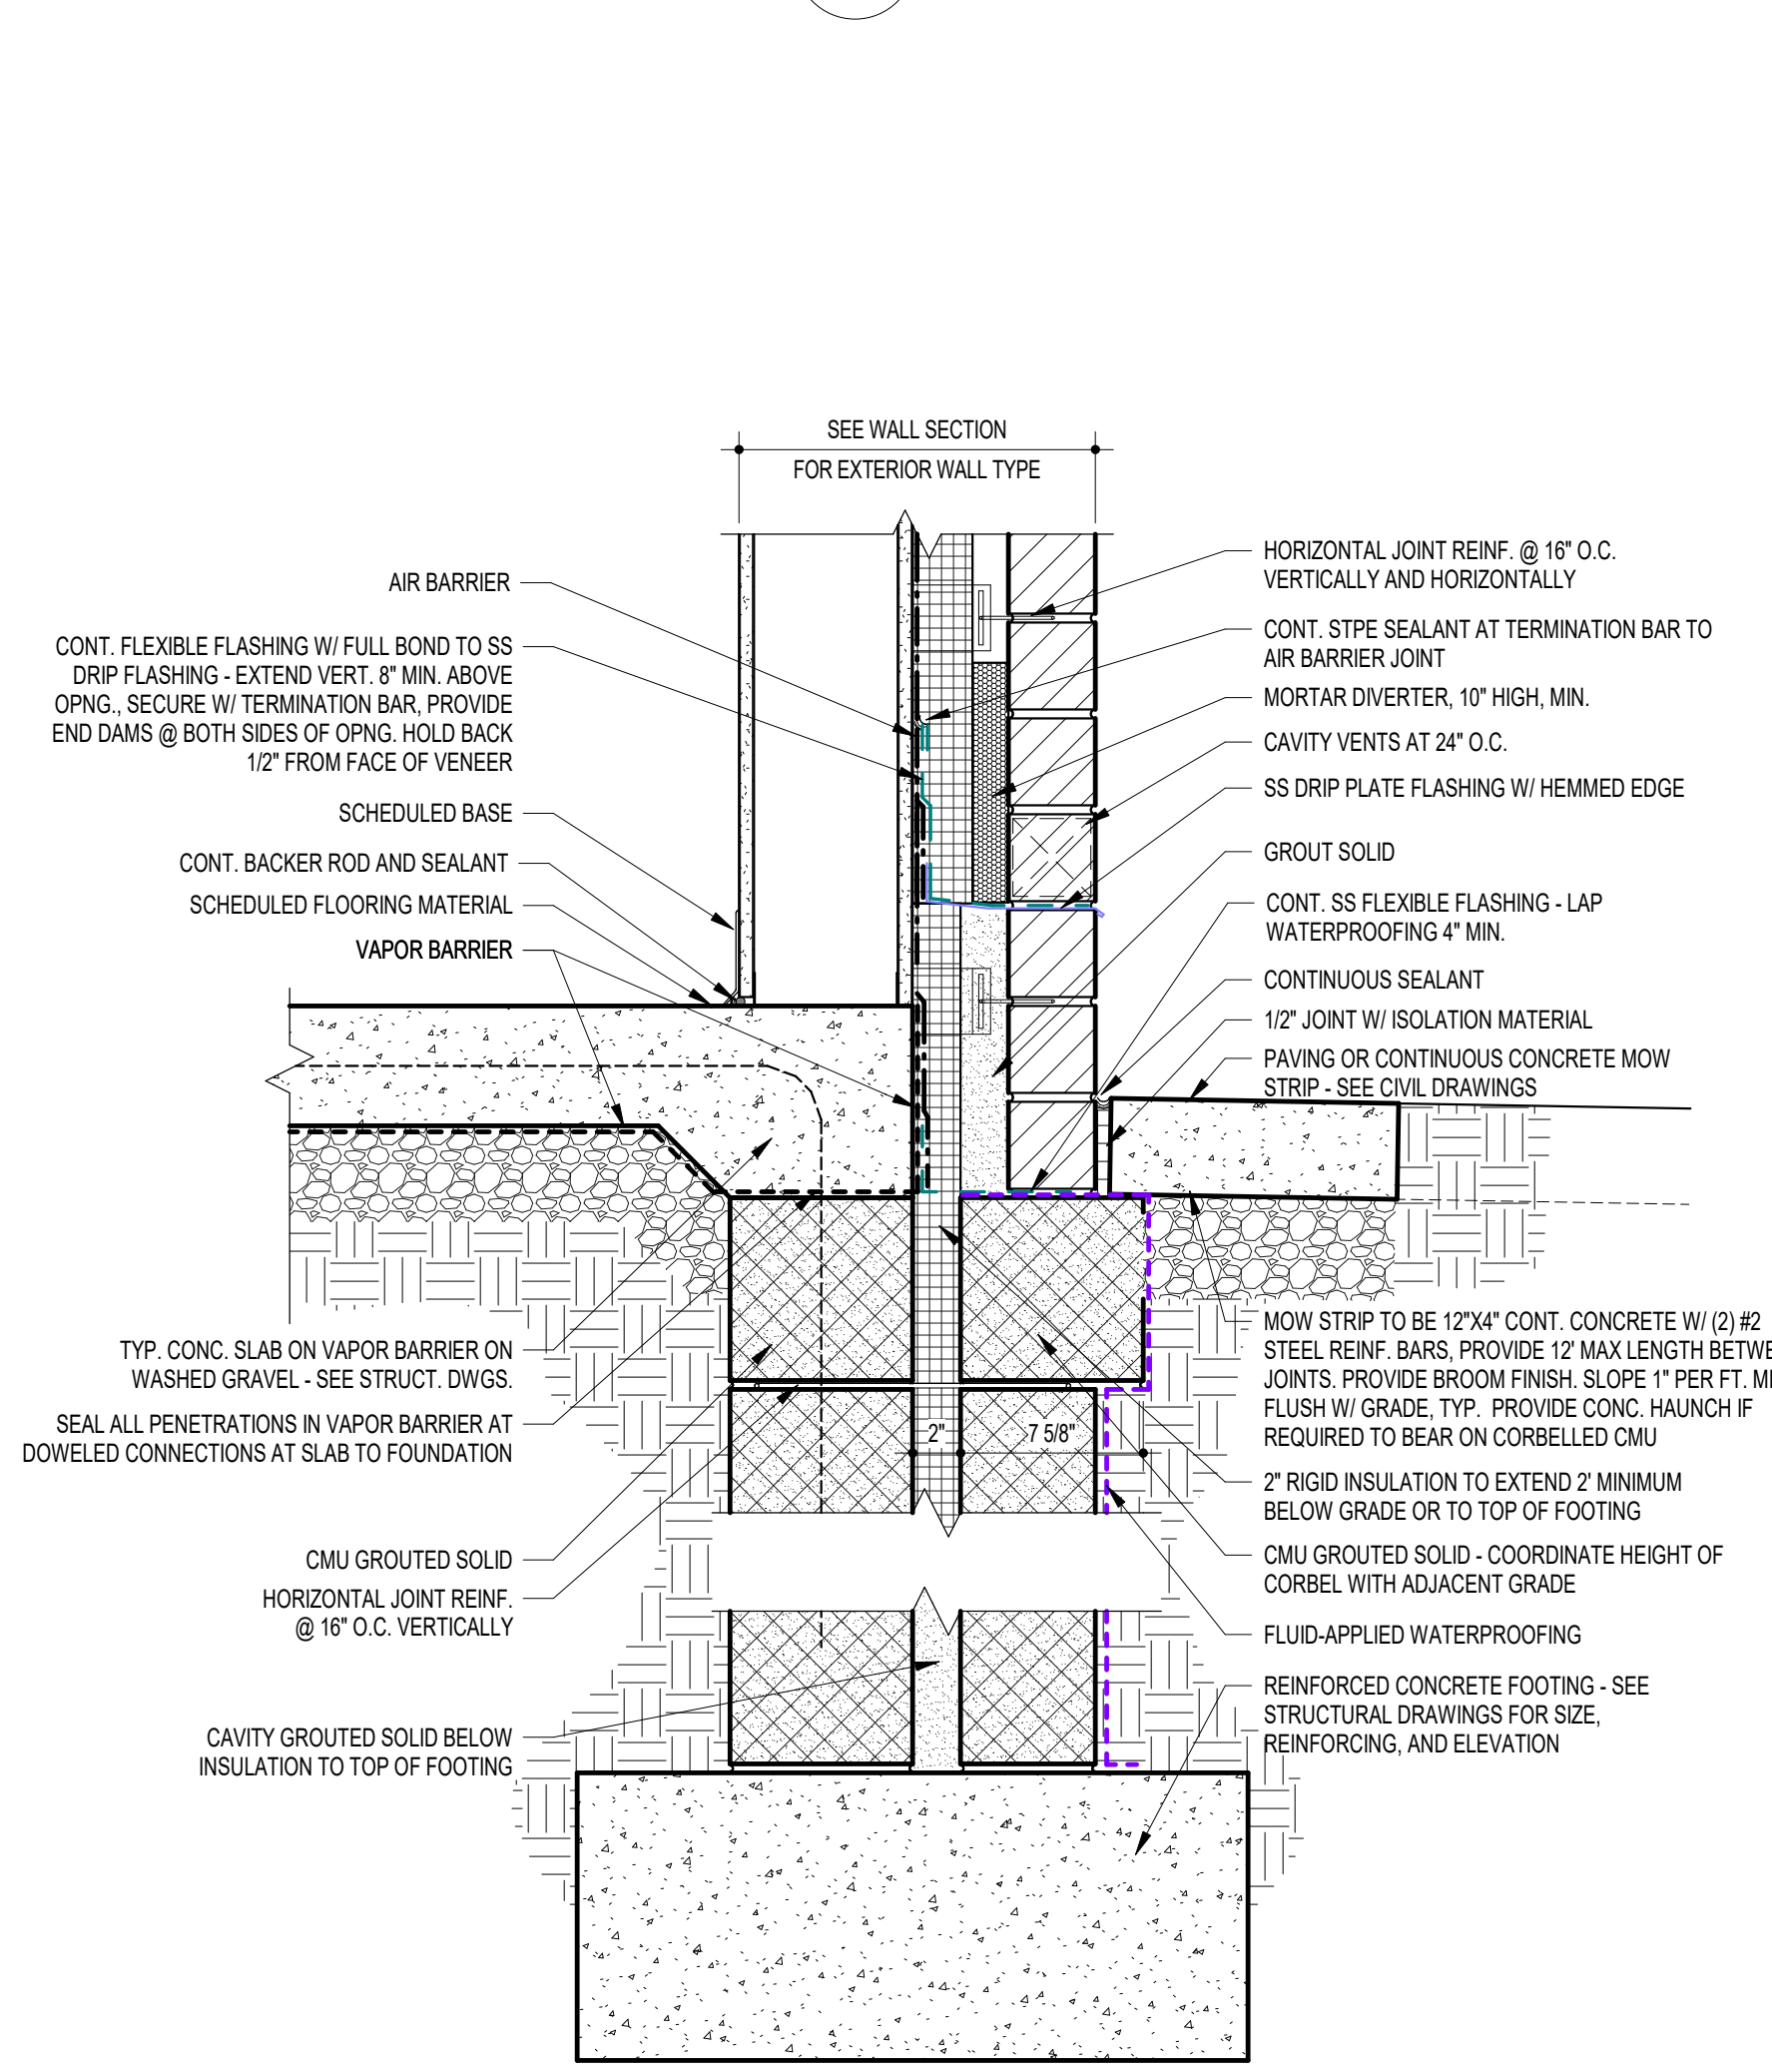 SEE WALL SECTION
FOR EXTERIOR WALL TYPE
AIR BARRIER
CONT. FLEXIBLE FLASHING W/ FULL BOND TO SS
DRIP FLASHING - EXTEND VERT. 8" MIN. ABOVE
OPNG., SECURE W/ TERMINATION BAR, PROVIDE
END DAMS @ BOTH SIDES OF OPNG. HOLD BACK
1/2" FROM FACE OF VENEER
SCHEDULED BASE
CONT. BACKER ROD AND SEALANT
SCHEDULED FLOORING MATERIAL
VAPOR BARRIER
TYP. CONC. SLAB ON VAPOR BARRIER ON
WASHED GRAVEL - SEE STRUCT. DWGS.
SEAL ALL PENETRATIONS IN VAPOR BARRIER AT
DOWELED CONNECTIONS AT SLAB TO FOUNDATION
CMU GROUTED SOLID
HORIZONTAL JOINT REINF.
@ 16" O.C. VERTICALLY
CAVITY GROUTED SOLID BELOW
INSULATION TO TOP OF FOOTING
2"
7 5/8"
HORIZONTAL JOINT REINF. @ 16" O.C.
VERTICALLY AND HORIZONTALLY
CONT. STPE SEALANT AT TERMINATION BAR TO
AIR BARRIER JOINT
MORTAR DIVERTER, 10" HIGH, MIN.
CAVITY VENTS AT 24" O.C.
SS DRIP PLATE FLASHING W/ HEMMED EDGE
GROUT SOLID
CONT. SS FLEXIBLE FLASHING - LAP
WATERPROOFING 4" MIN.
CONTINUOUS SEALANT
1/2" JOINT W/ ISOLATION MATERIAL
PAVING OR CONTINUOUS CONCRETE MOW
STRIP - SEE CIVIL DRAWINGS
MOW STRIP TO BE 12"X4" CONT. CONCRETE W/ (2) #2
STEEL REINF. BARS, PROVIDE 12' MAX LENGTH
JOINTS. PROVIDE BROOM FINISH. SLOPE 1" PER FT.
FLUSH W/ GRADE, TYP. PROVIDE CONC. HAUNCH IF
REQUIRED TO BEAR ON CORBELLED CMU
2" RIGID INSULATION TO EXTEND 2' MINIMUM
BELOW GRADE OR TO TOP OF FOOTING
CMU GROUTED SOLID - COORDINATE HEIGHT OF
CORBEL WITH ADJACENT GRADE
FLUID-APPLIED WATERPROOFING
REINFORCED CONCRETE FOOTING - SEE
STRUCTURAL DRAWINGS FOR SIZE,
REINFORCING, AND ELEVATION